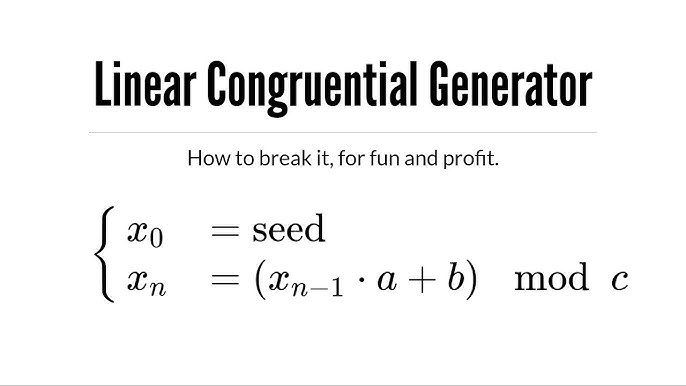 Linear Congruential Generator
How to break it, for fun and profit.
x₀ = seed
xₙ = (xₙ₋₁ · a + b) mod c